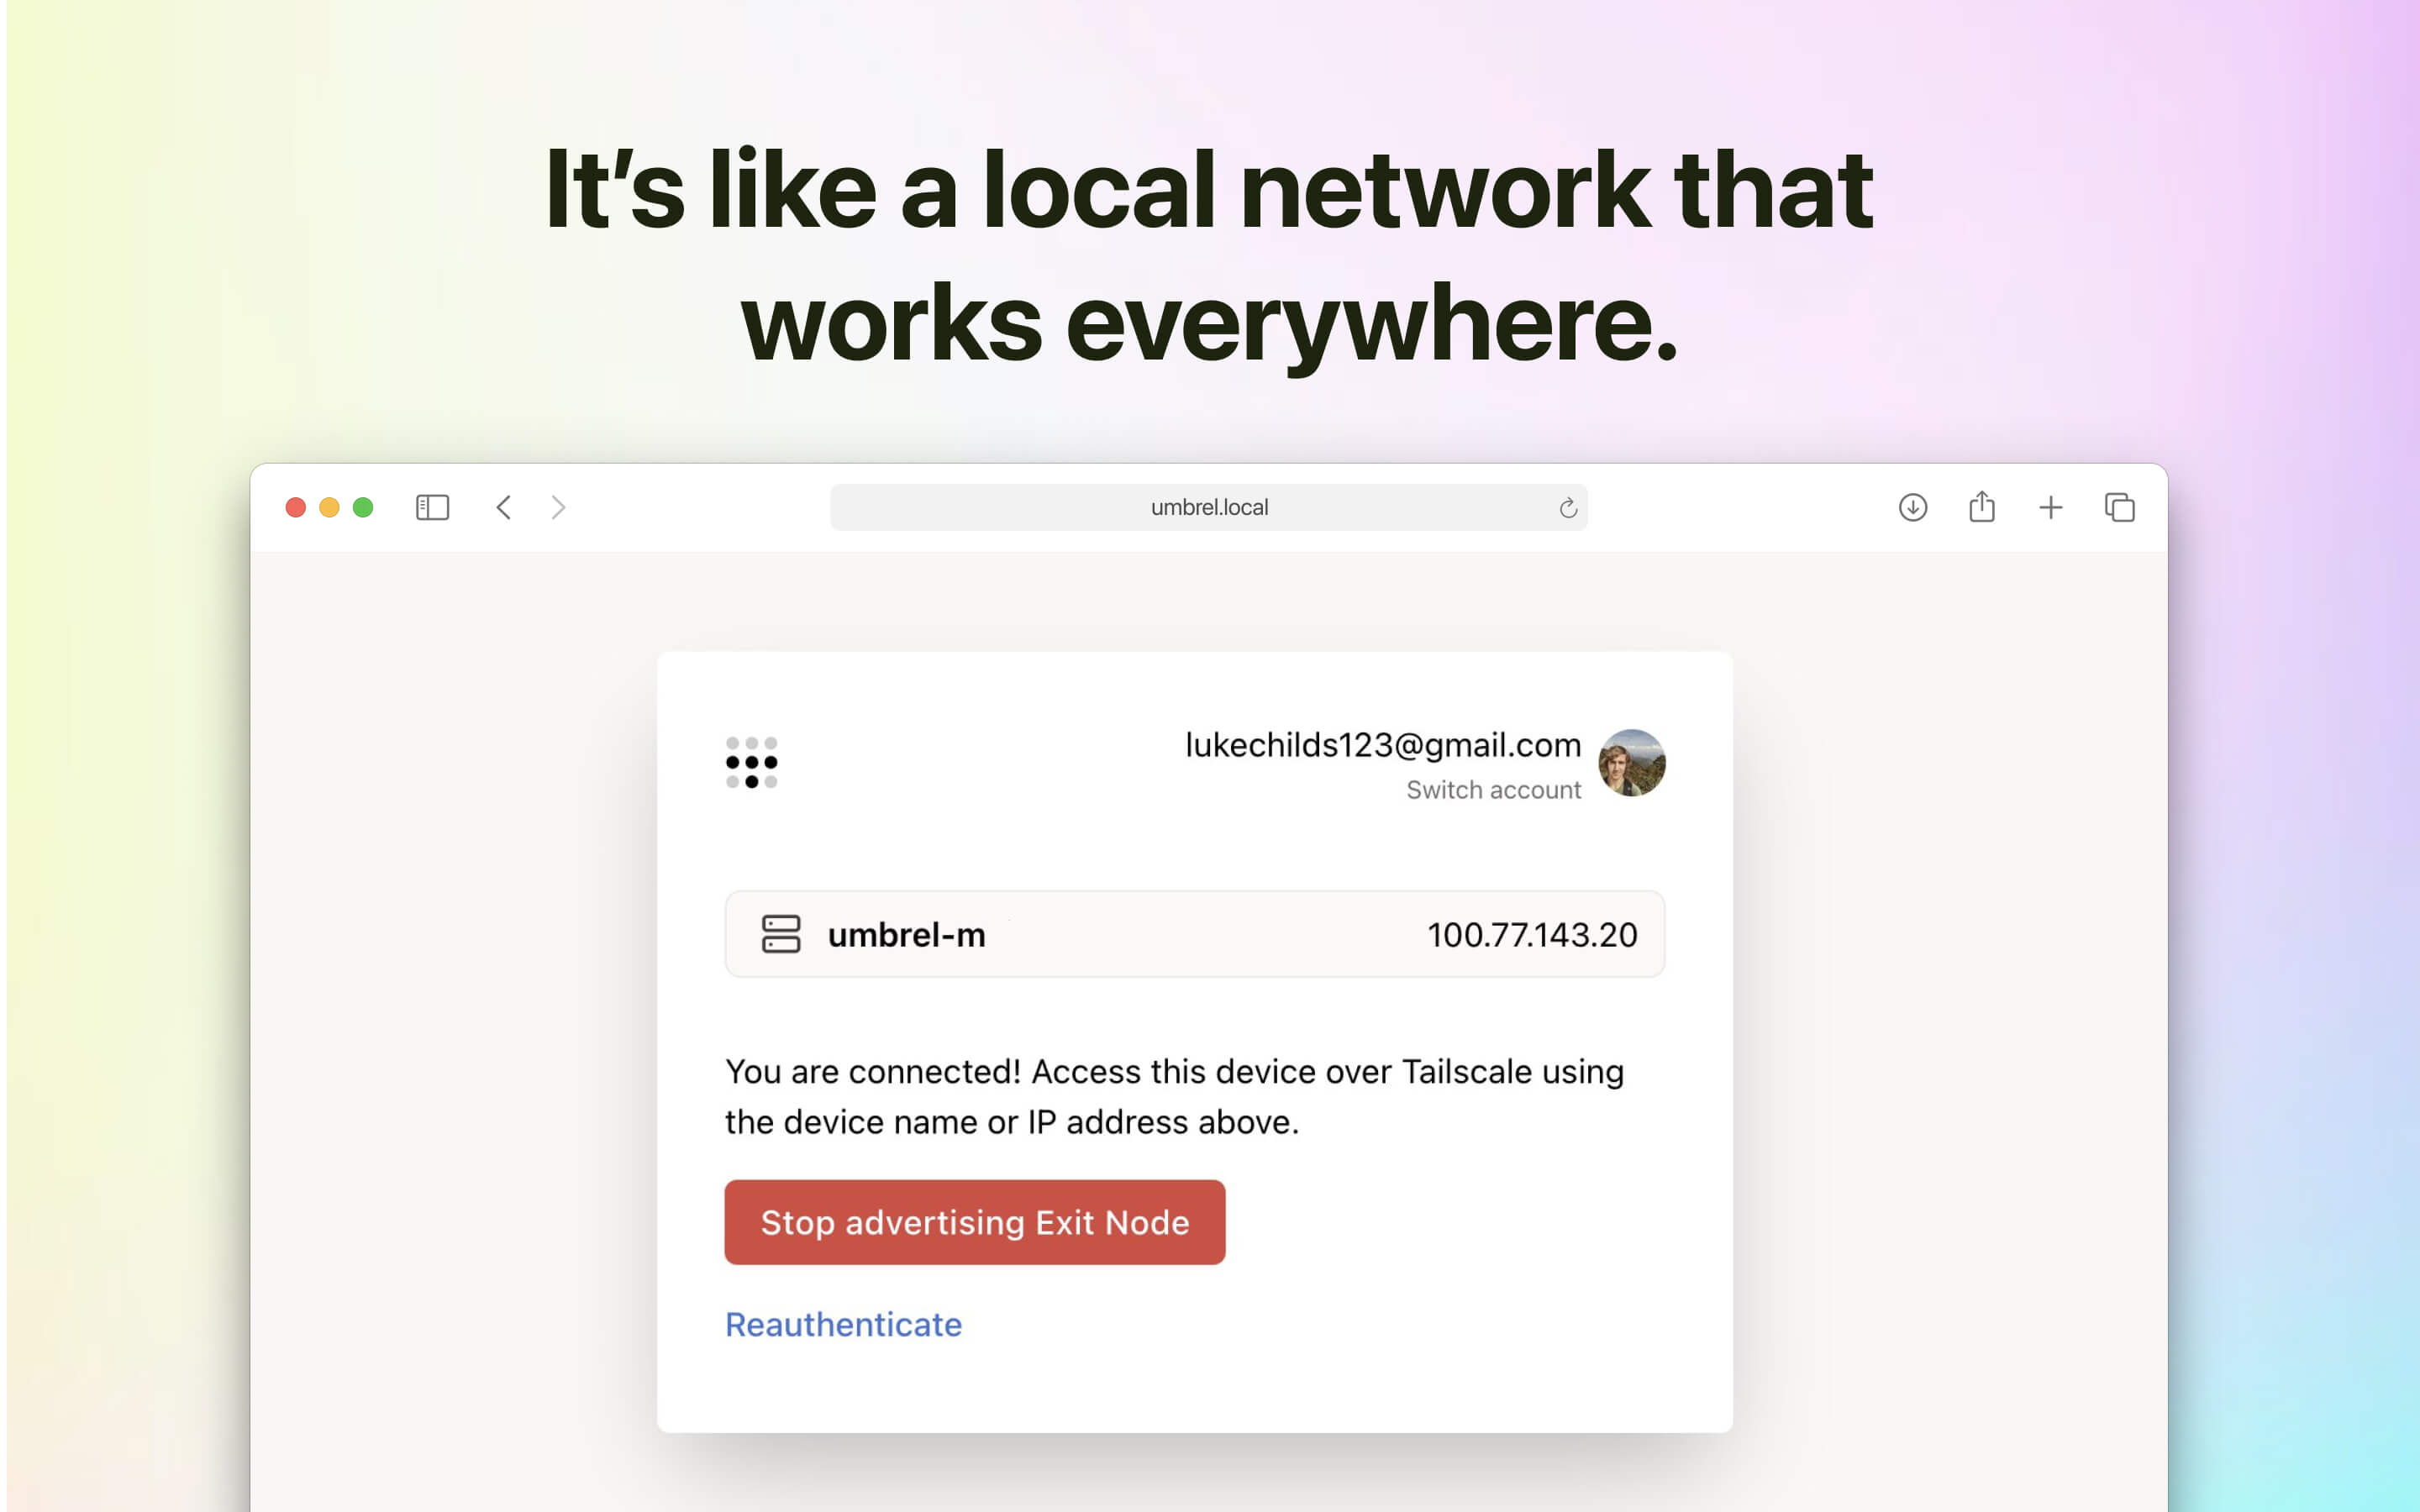 It’s like a local network that
works everywhere.
umbrel.local
lukechilds123@gmail.com
Switch account
umbrel-m 100.77.143.20
You are connected! Access this device over Tailscale using
the device name or IP address above.
Stop advertising Exit Node
Reauthenticate